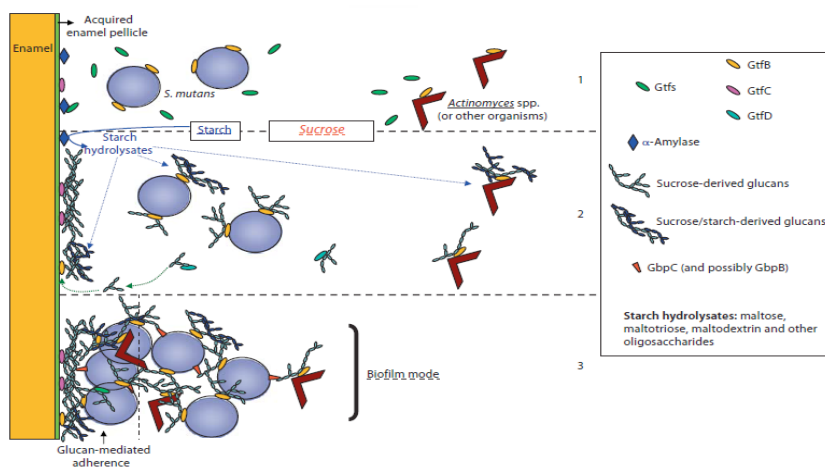 Acquired
enamel pellicle
Enamel
S. mutans
Actinomyces spp.
(or other organisms)
1
Starch
Sucrose
Starch
hydrolysates
2
3
Biofilm mode
Glucan-mediated
adherence
Gtfs
GtfB
GtfC
GtfD
α-Amylase
Sucrose-derived glucans
Sucrose/starch-derived glucans
GbpC (and possibly GbpB)
Starch hydrolysates: maltose,
maltotriose, maltodextrin and other
oligosaccharides